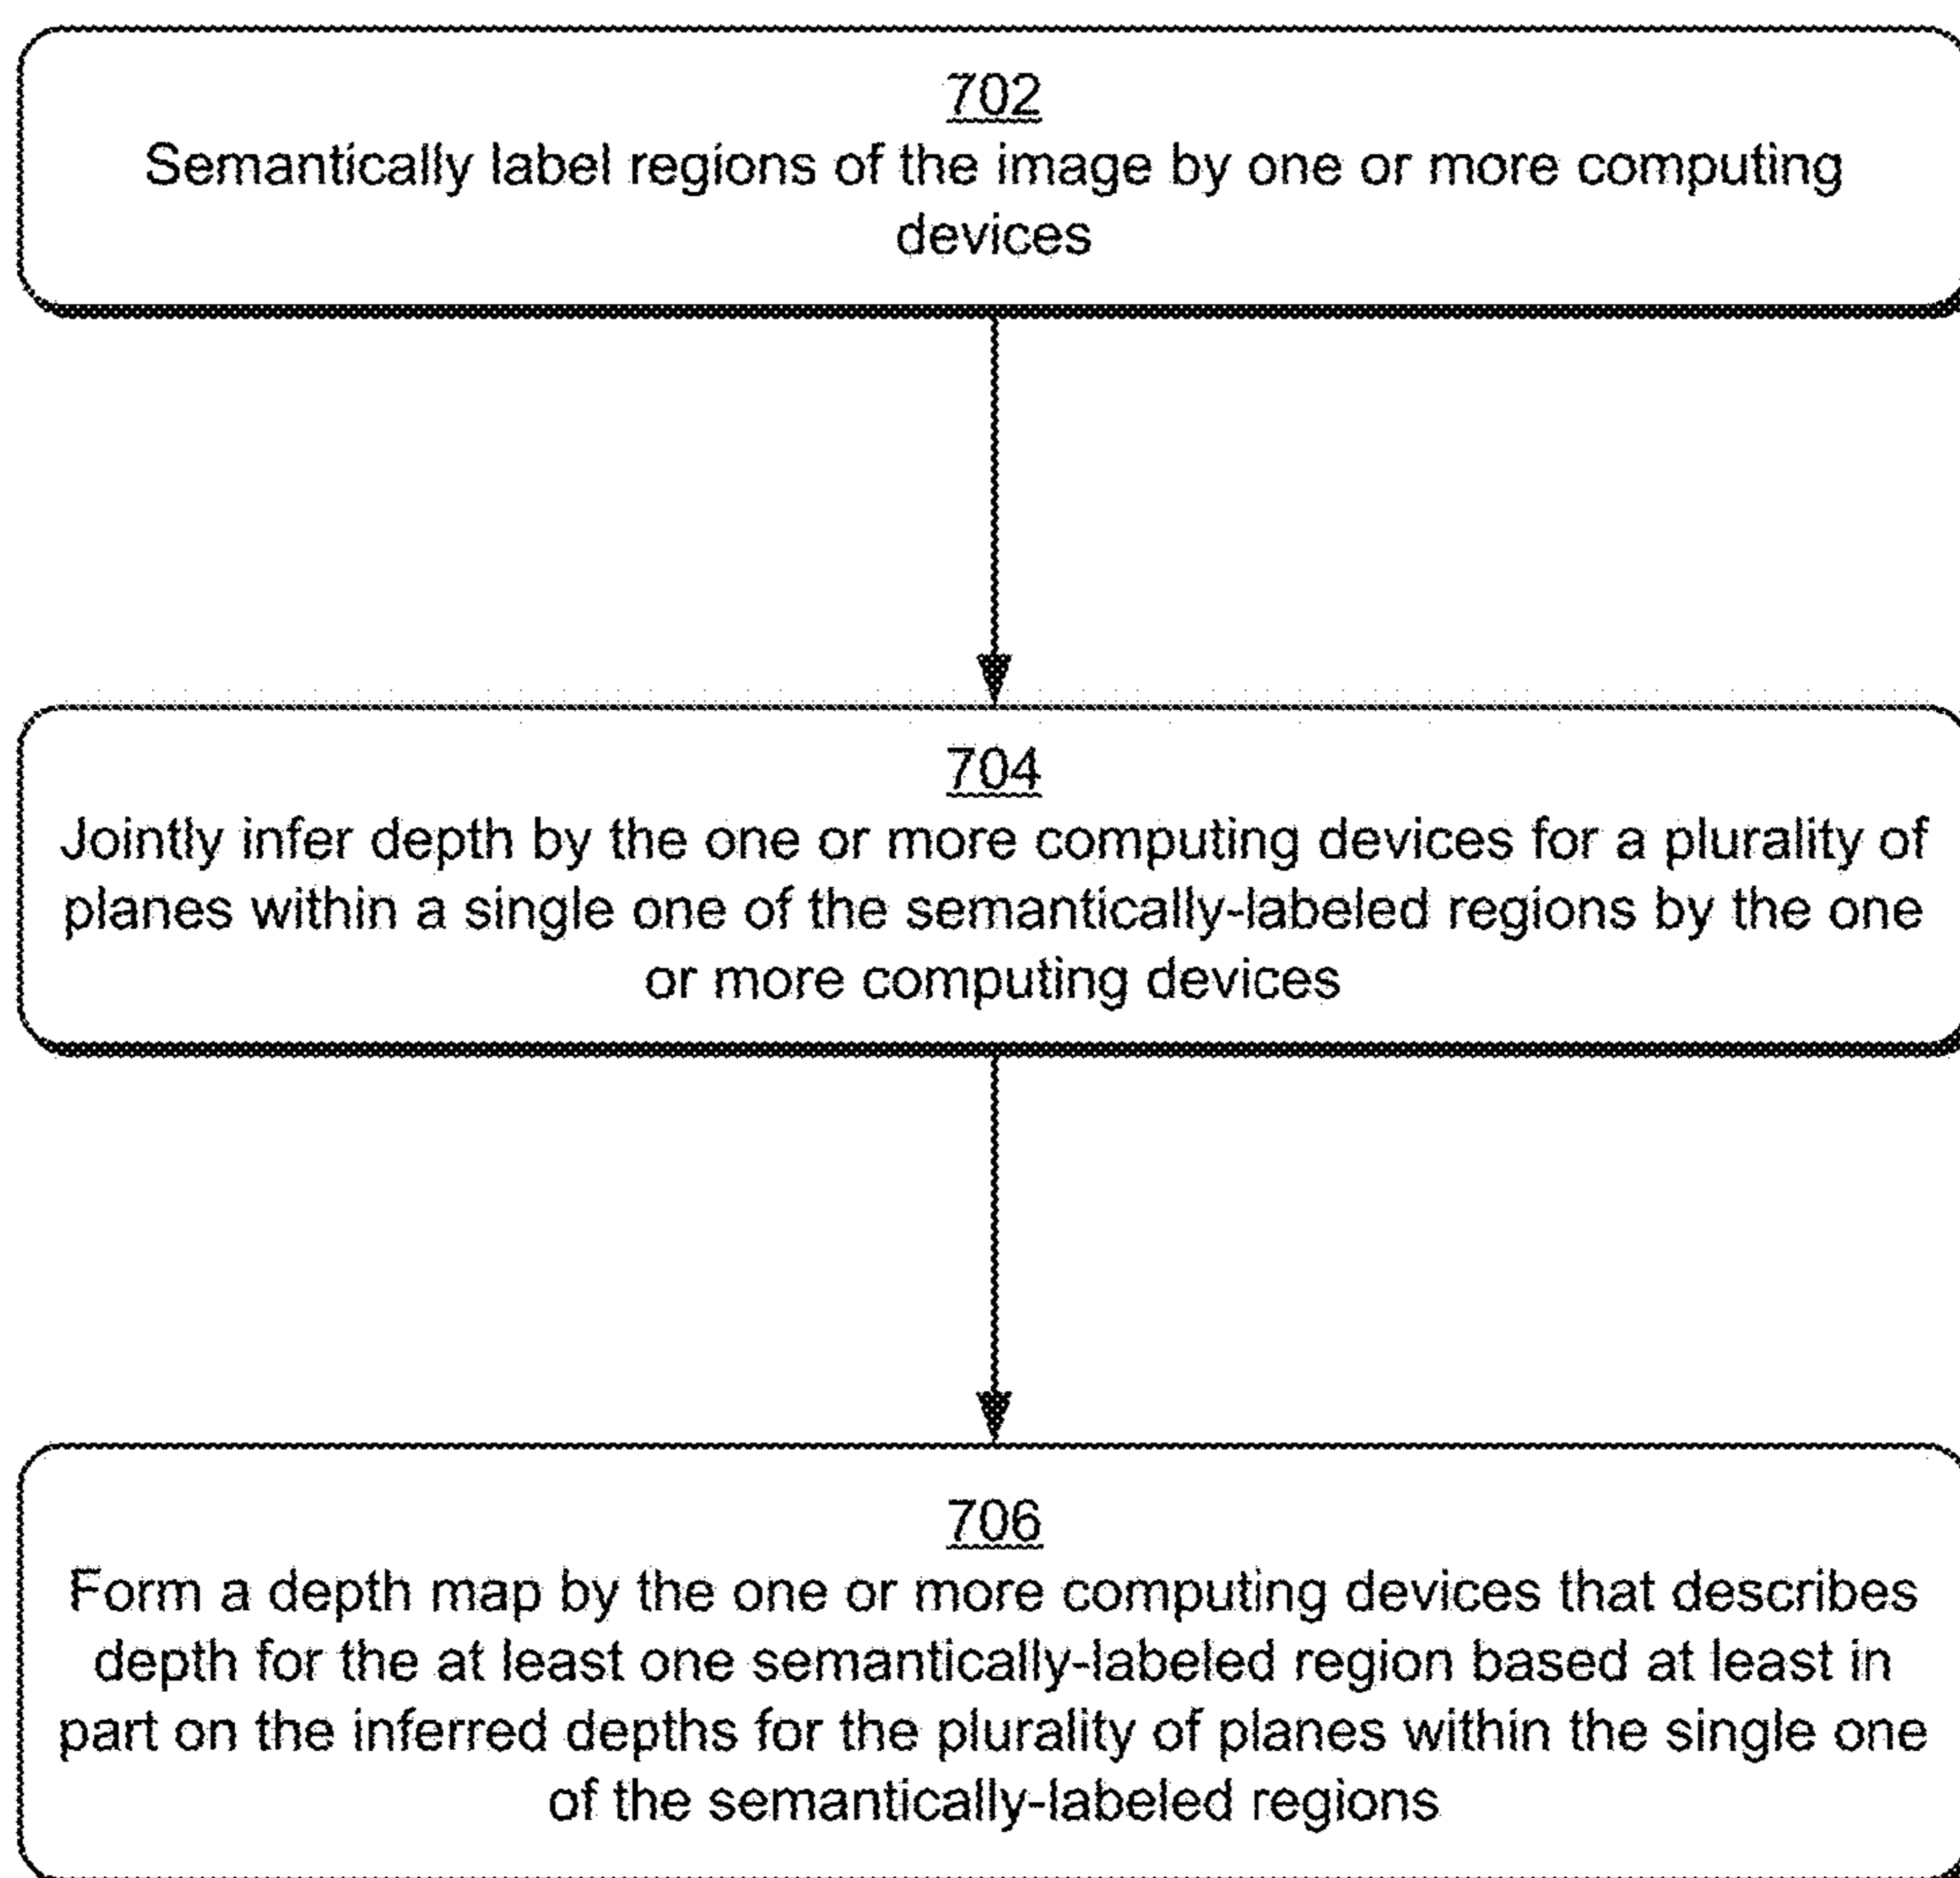 702
Semantically label regions of the image by one or more computing
devices
704
Jointly infer depth by the one or more computing devices for a plurality of
planes within a single one of the semantically-labeled regions by the one
or more computing devices
706
Form a depth map by the one or more computing devices that describes
depth for the at least one semantically-labeled region based at least in
part on the inferred depths for the plurality of planes within the single one
of the semantically-labeled regions